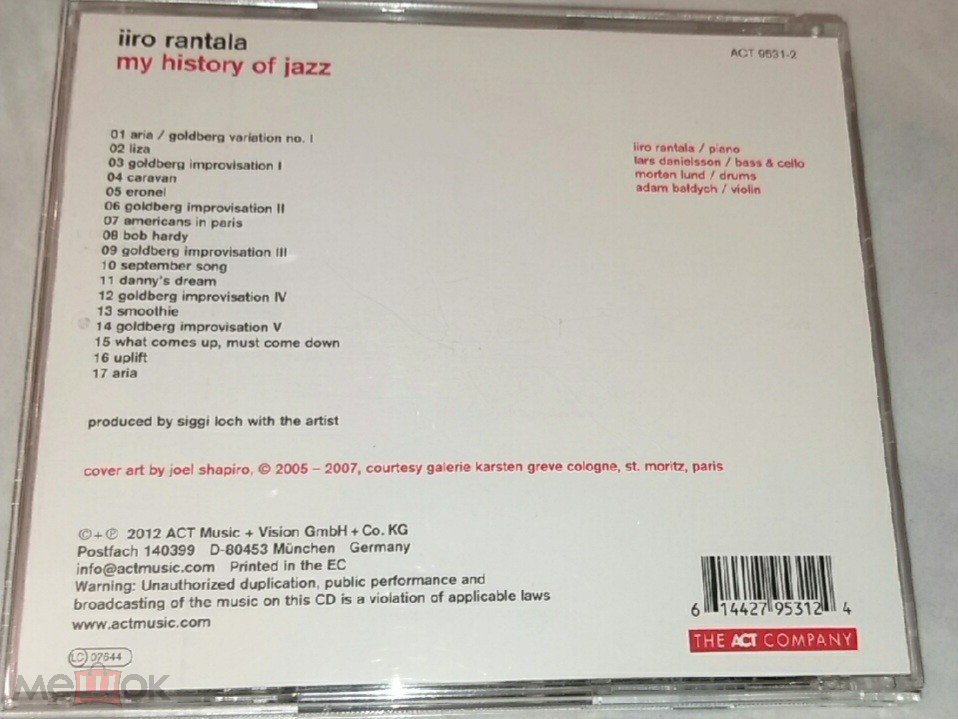 iiro rantala
my history of jazz
ACT 9531-2
01 aria / goldberg variation no. I
02 liza
03 goldberg improvisation I
04 caravan
05 eronel
06 goldberg improvisation II
07 americans in paris
08 bob hardy
09 goldberg improvisation III
10 september song
11 danny's dream
12 goldberg improvisation IV
13 smoothie
14 goldberg improvisation V
15 what comes up, must come down
16 uplift
17 aria
iiro rantala / piano
lars danielsson / bass & cello
morten lund / drums
adam bałdych / violin
produced by siggi loch with the artist
cover art by joel shapiro, © 2005 – 2007, courtesy galerie karsten greve cologne, st. moritz, paris
©+℗ 2012 ACT Music + Vision GmbH + Co. KG
Postfach 140399 D-80453 München Germany
info@actmusic.com Printed in the EC
Warning: Unauthorized duplication, public performance and
broadcasting of the music on this CD is a violation of applicable laws
www.actmusic.com
6 14427 95312 4
THE ACT COMPANY
LC 07644
мешок